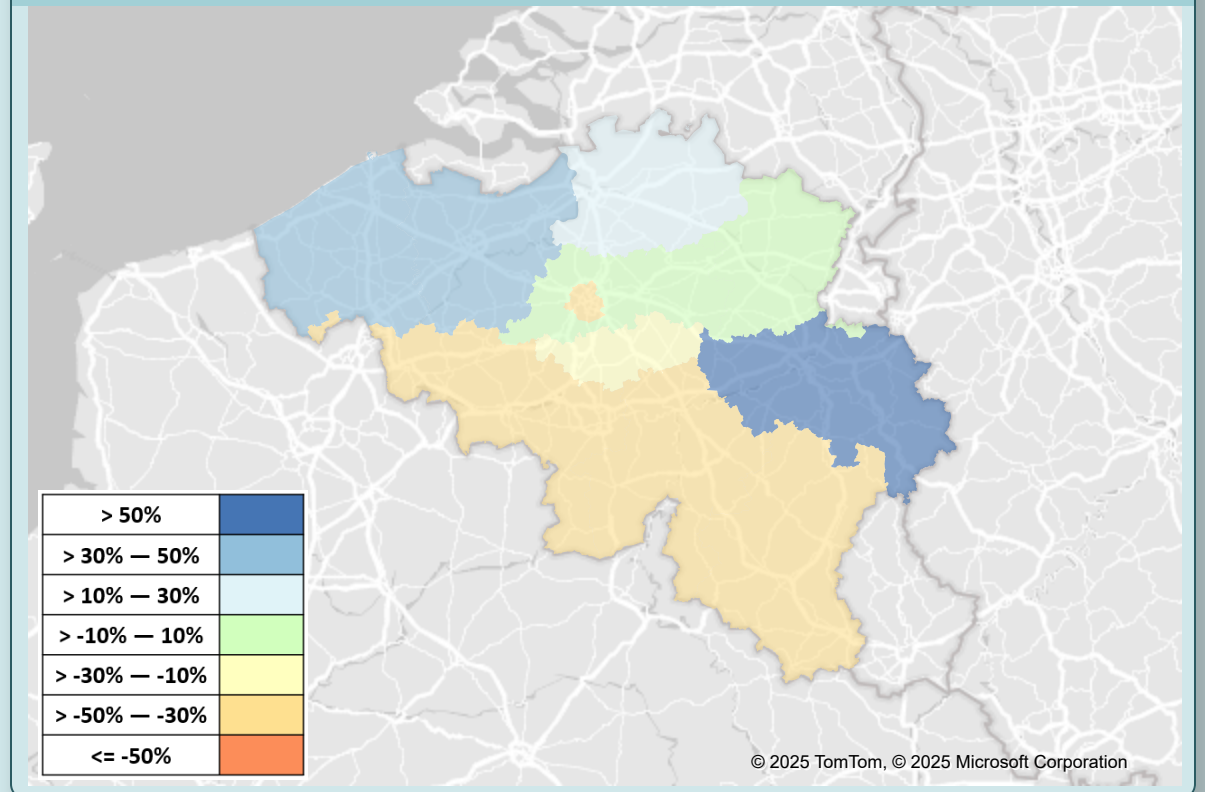 > 50%
> 30% — 50%
> 10% — 30%
> -10% — 10%
> -30% — -10%
> -50% — -30%
<= -50%
© 2025 TomTom, © 2025 Microsoft Corporation